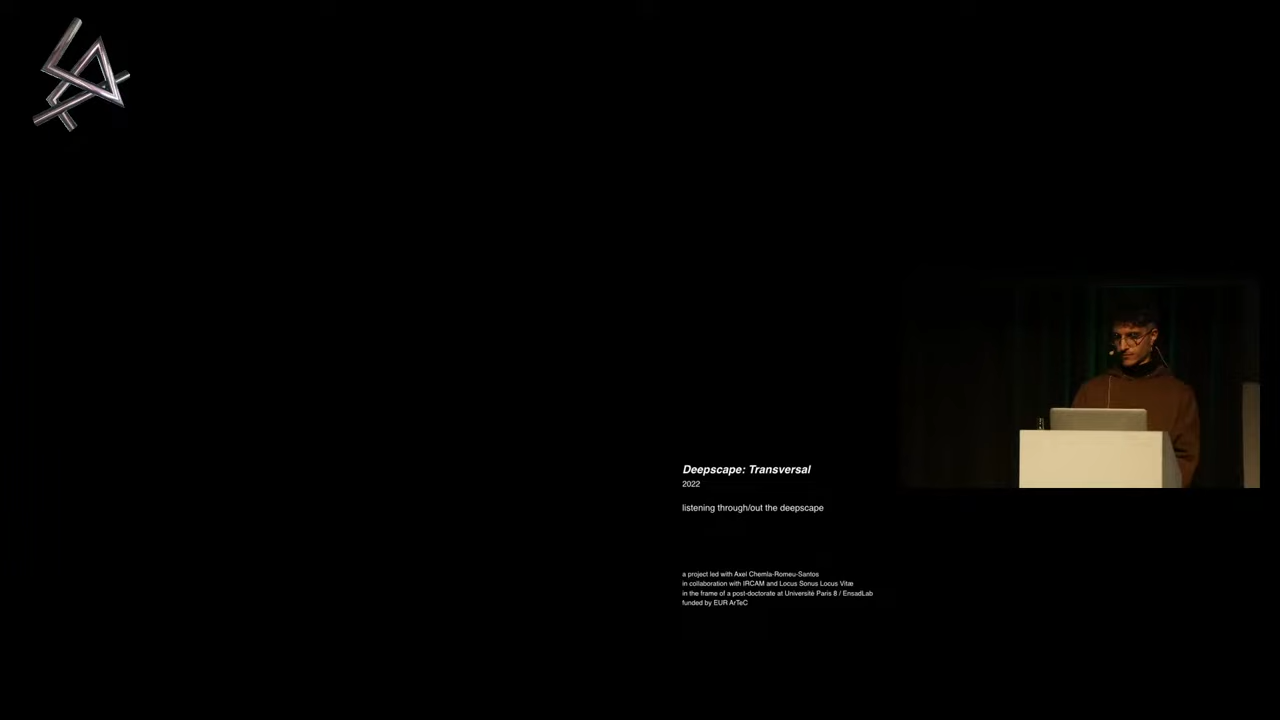 Deepscape: Transversal
2022
listening through/out the deepscape
a project led with Axel Chemla-Romeu-Santos
in collaboration with IRCAM and Locus Sonus Locus Vitæ
in the frame of a post-doctorate at Université Paris 8 / EnsadLab
funded by EUR ArTeC